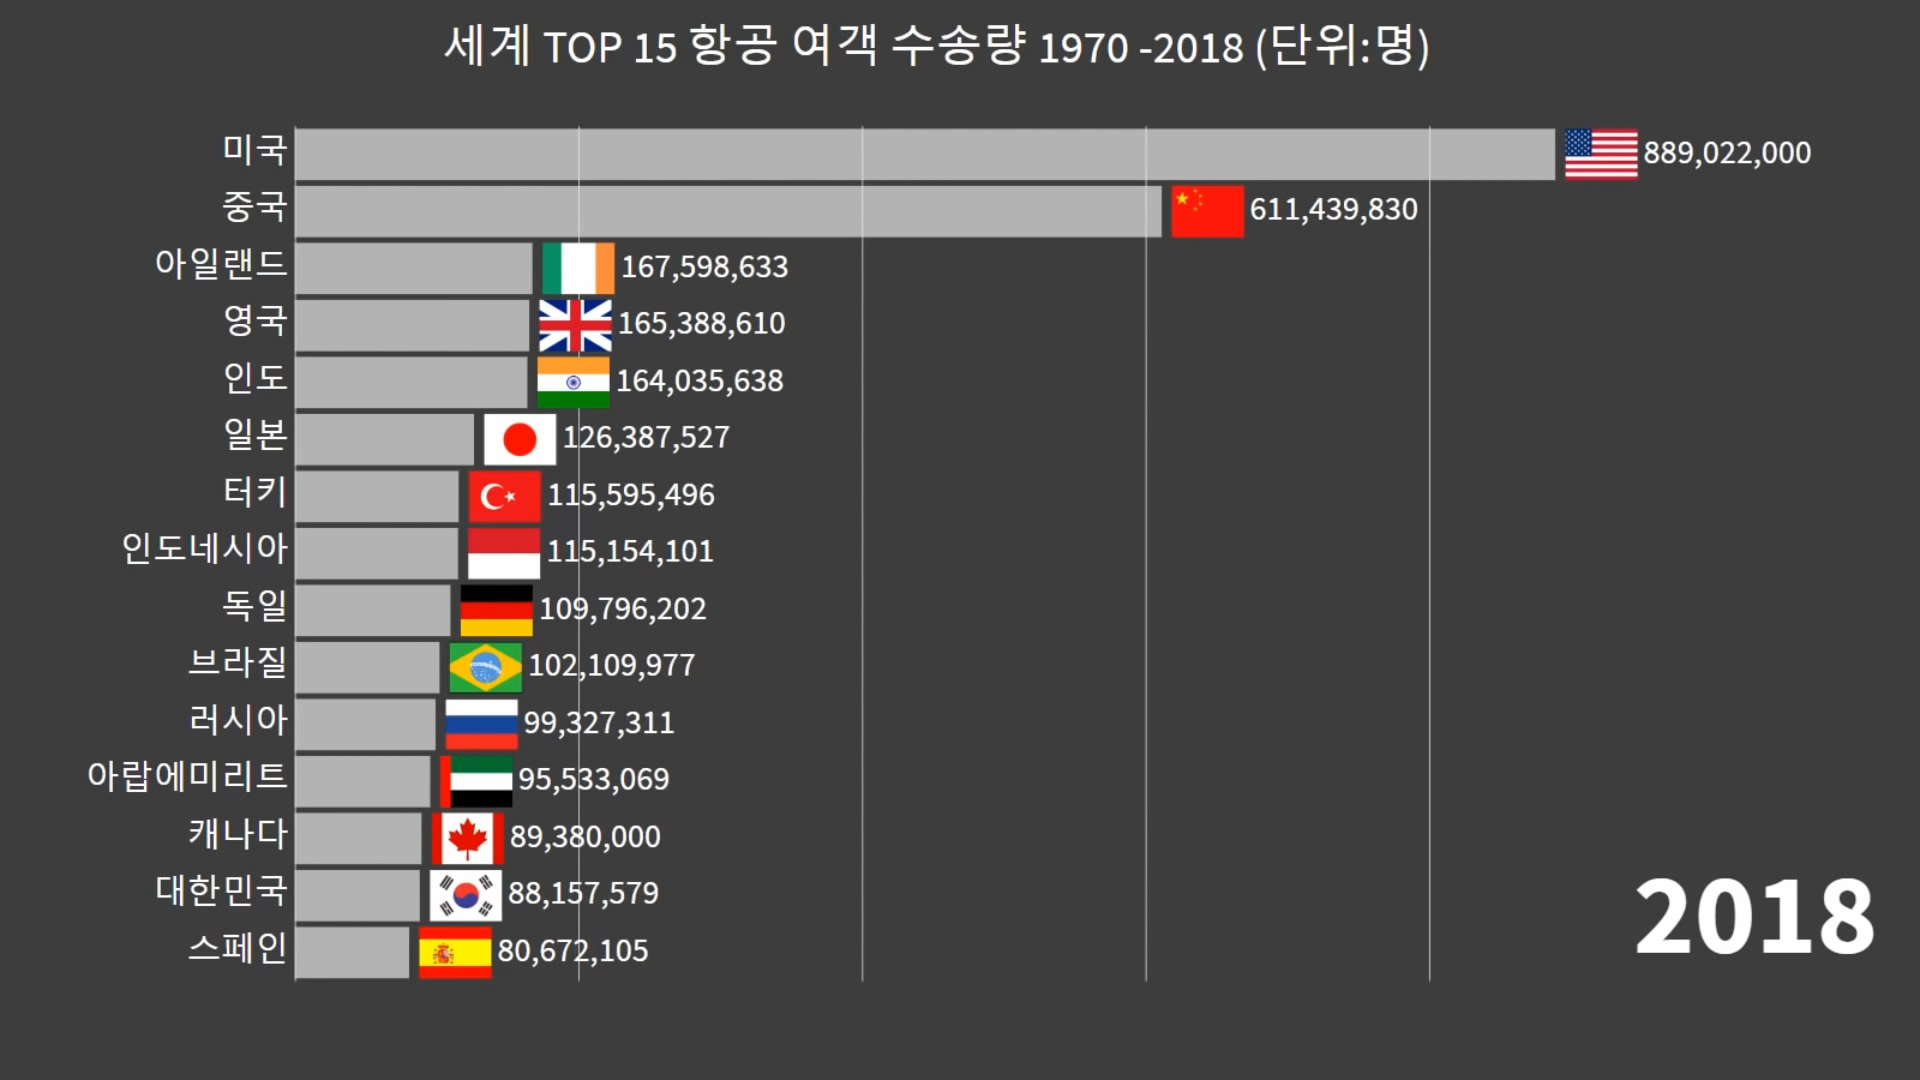 세계 TOP 15 항공 여객 수송량 1970 -2018 (단위:명)
미국 889,022,000
중국 611,439,830
아일랜드 167,598,633
영국 165,388,610
인도 164,035,638
일본 126,387,527
터키 115,595,496
인도네시아 115,154,101
독일 109,796,202
브라질 102,109,977
러시아 99,327,311
아랍에미리트 95,533,069
캐나다 89,380,000
대한민국 88,157,579
스페인 80,672,105
2018